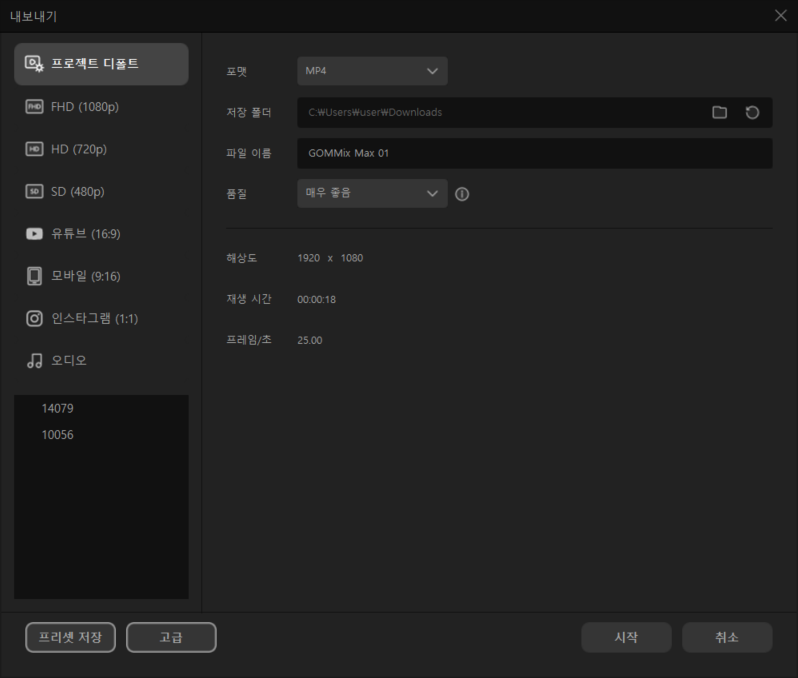 내보내기
프로젝트 디폴트
FHD FHD (1080p)
HD HD (720p)
SD SD (480p)
유튜브 (16:9)
모바일 (9:16)
인스타그램 (1:1)
오디오
14079
10056
포맷 MP4
저장 폴더 C:₩Users₩user₩Downloads
파일 이름 GOMMix Max 01
품질 매우 좋음
해상도 1920 x 1080
재생 시간 00:00:18
프레임/초 25.00
프리셋 저장 고급 시작 취소